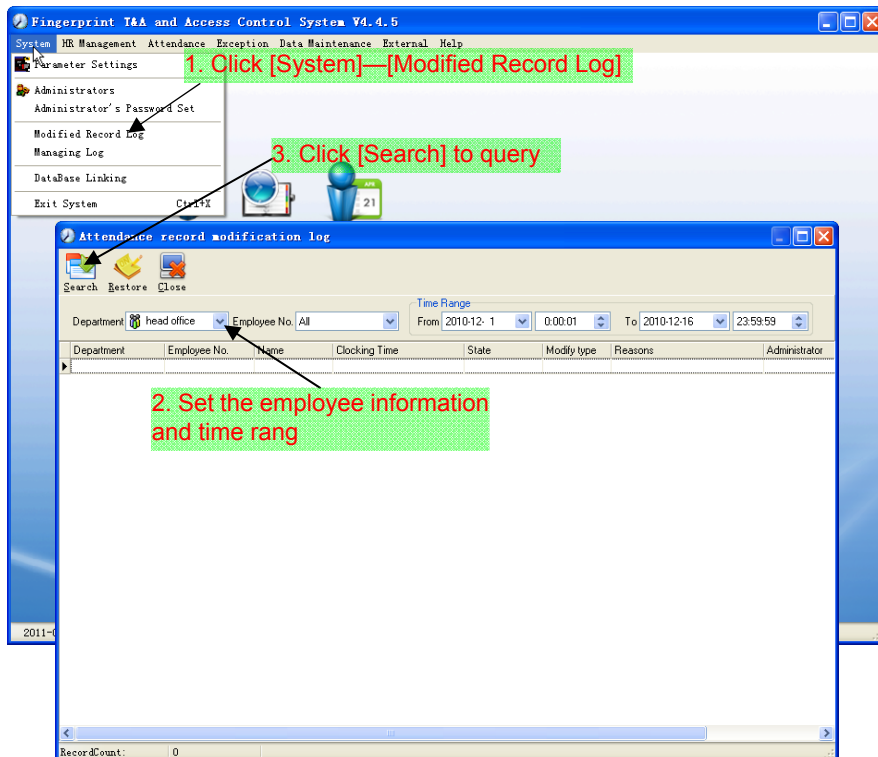 Fingerprint T&A and Access Control System V4.4.5
System HR Management Attendance Exception Data Maintenance External Help
Parameter Settings
1. Click [System]—[Modified Record Log]
Administrators
Administrator's Password Set
Modified Record Log
Managing Log
3. Click [Search] to query
DataBase Linking
Exit System Ctrl+X
APR
21
Attendance record modification log
Search Restore Close
Time Range
Department head office Employee No. All From 2010-12- 1 0:00:01 To 2010-12-16 23:59:59
Department Employee No. Name Clocking Time State Modify type Reasons Administrator
2. Set the employee information
and time rang
2011-0
RecordCount: 0